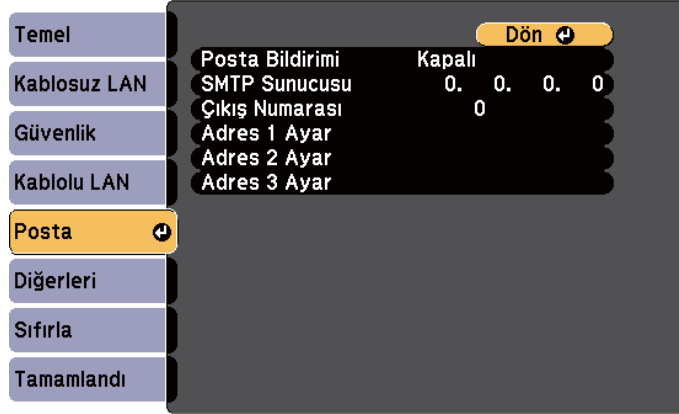 Temel
Kablosuz LAN
Güvenlik
Kablolu LAN
Posta
Diğerleri
Sıfırla
Tamamlandı
Dön
Posta Bildirimi Kapalı
SMTP Sunucusu 0. 0. 0. 0
Çıkış Numarası 0
Adres 1 Ayar
Adres 2 Ayar
Adres 3 Ayar